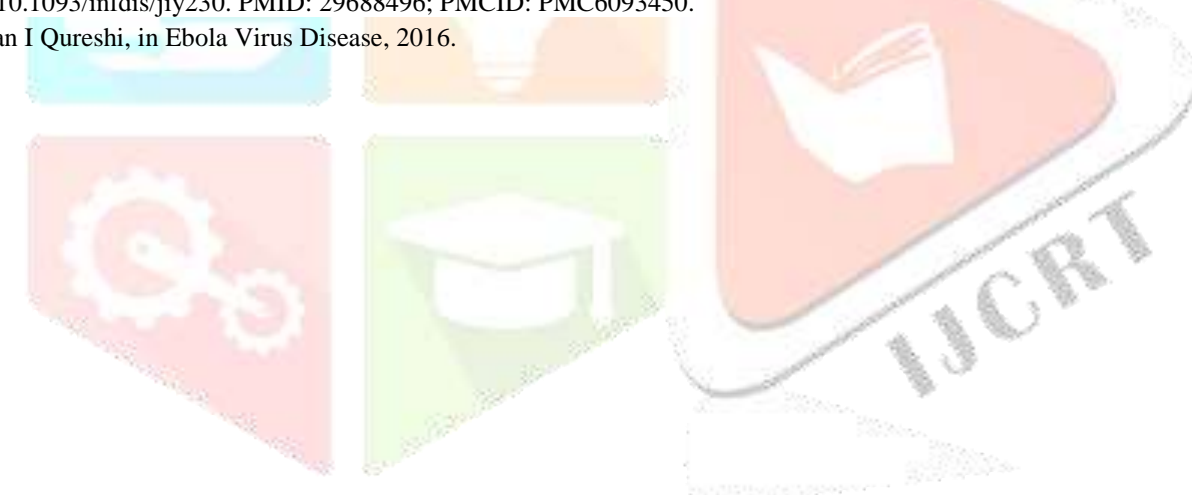 10.1093/infdis/jiy230. PMID: 29688496; PMCID: PMC6093450.
an I Qureshi, in Ebola Virus Disease, 2016.
IJCRT